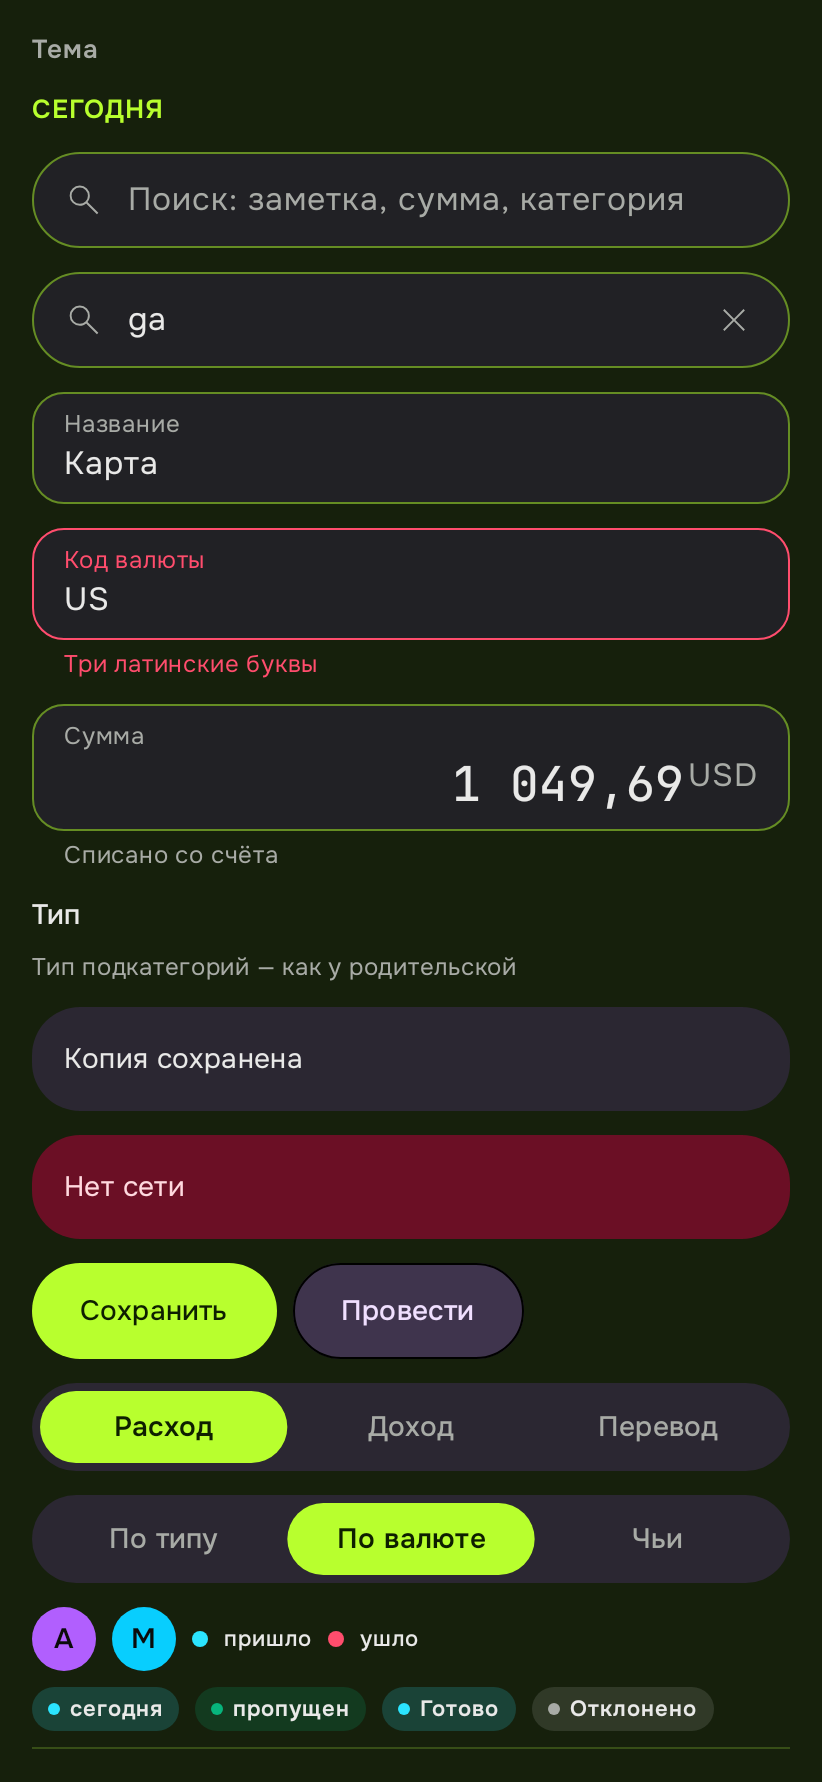 Тема
СЕГОДНЯ
Поиск: заметка, сумма, категория
ga
Название
Карта
Код валюты
US
Три латинские буквы
Сумма
1 049,69 USD
Списано со счёта
Тип
Тип подкатегорий — как у родительской
Копия сохранена
Нет сети
Сохранить Провести
Расход Доход Перевод
По типу По валюте Чьи
А М пришло ушло
сегодня пропущен Готово Отклонено